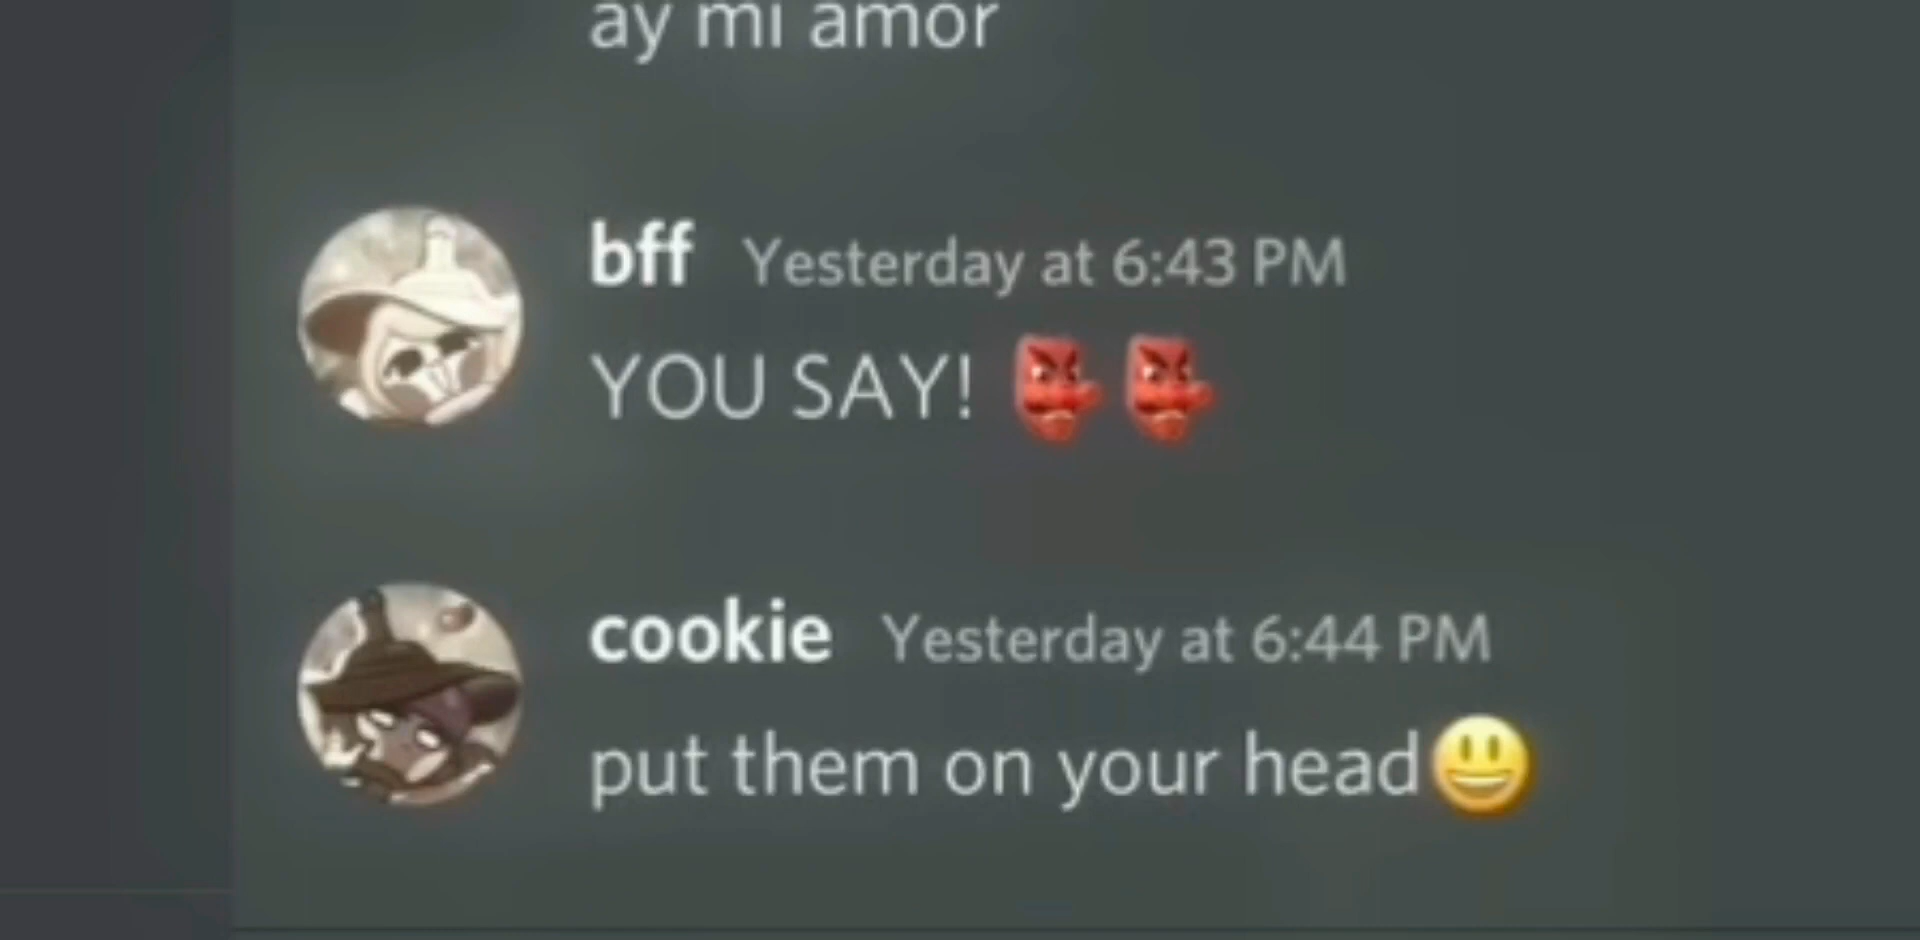 ay mi amor
bff Yesterday at 6:43 PM
YOU SAY! 👺 👺
cookie Yesterday at 6:44 PM
put them on your head😃